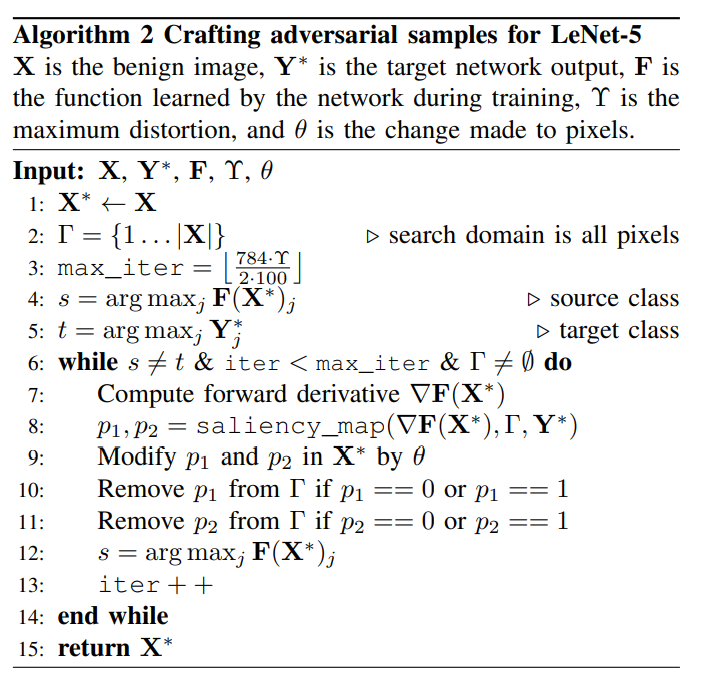 Algorithm 2 Crafting adversarial samples for LeNet-5
X is the benign image, Y* is the target network output, F is
the function learned by the network during training, ϒ is the
maximum distortion, and θ is the change made to pixels.
Input: X, Y*, F, ϒ, θ
1: X* ← X
2: Γ = {1…|X|} ▷ search domain is all pixels
3: max_iter = ⌊784·ϒ / 2·100⌋
4: s = arg max_j F(X*)_j ▷ source class
5: t = arg max_j Y*_j ▷ target class
6: while s ≠ t & iter < max_iter & Γ ≠ ∅ do
7: Compute forward derivative ∇F(X*)
8: p₁,p₂ = saliency_map(∇F(X*), Γ, Y*)
9: Modify p₁ and p₂ in X* by θ
10: Remove p₁ from Γ if p₁ == 0 or p₁ == 1
11: Remove p₂ from Γ if p₂ == 0 or p₂ == 1
12: s = arg max_j F(X*)_j
13: iter++
14: end while
15: return X*